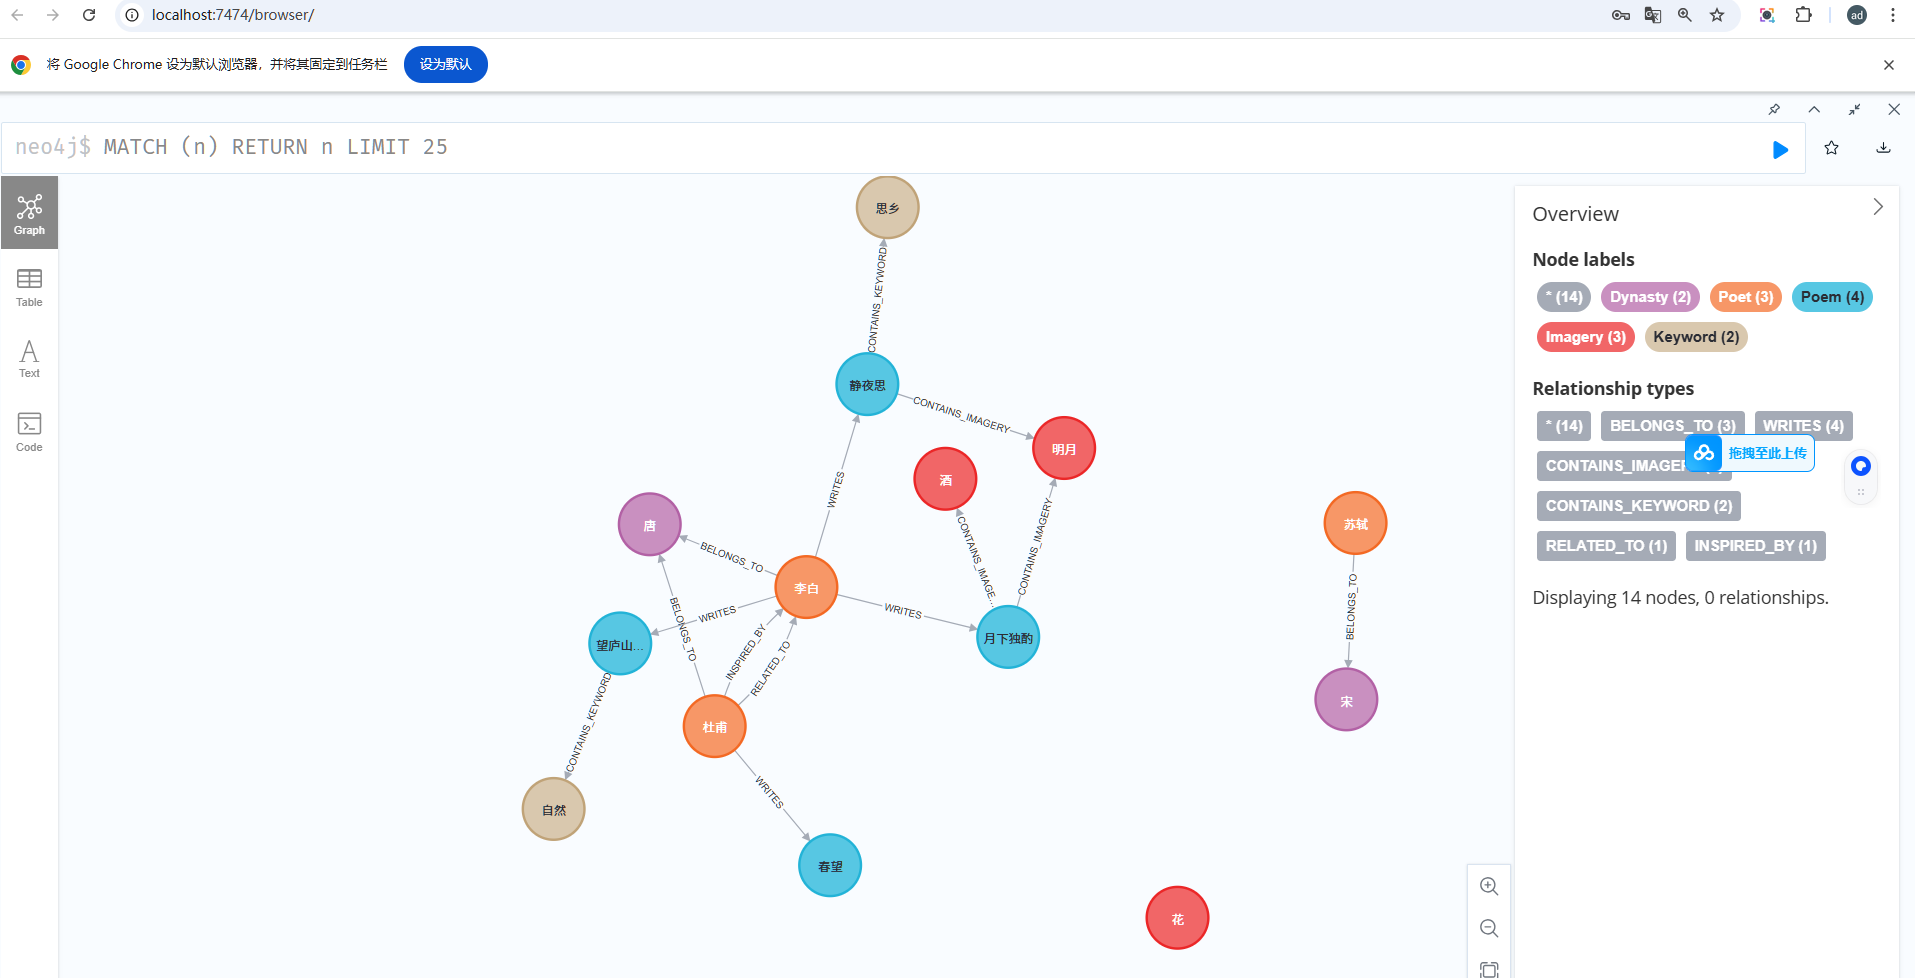 localhost:7474/browser/
ad
将 Google Chrome 设为默认浏览器，并将其固定到任务栏
设为默认
neo4j$ MATCH (n) RETURN n LIMIT 25
Graph
Table
Text
Code
思乡
CONTAINS_KEYWORD
静夜思
CONTAINS_IMAGERY
明月
酒
WRITES
CONTAINS_IMAGE...
CONTAINS_IMAGERY
唐
BELONGS_TO
李白
WRITES
月下独酌
苏轼
BELONGS_TO
宋
BELONGS_TO
WRITES
望庐山...
INSPIRED_BY
RELATED_TO
杜甫
CONTAINS_KEYWORD
自然
WRITES
春望
花
Overview
Node labels
* (14) Dynasty (2) Poet (3) Poem (4)
Imagery (3) Keyword (2)
Relationship types
* (14) BELONGS_TO (3) WRITES (4)
CONTAINS_IMAGER
拖拽至此上传
CONTAINS_KEYWORD (2)
RELATED_TO (1) INSPIRED_BY (1)
Displaying 14 nodes, 0 relationships.